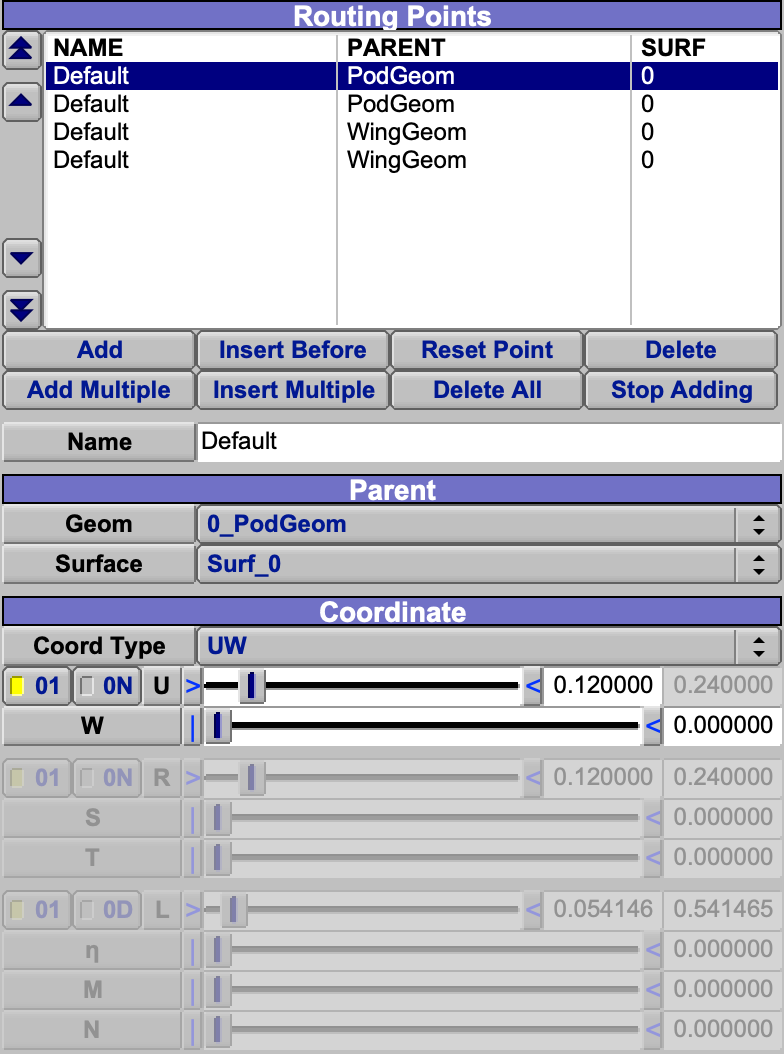 Routing Points
NAME PARENT SURF
Default PodGeom 0
Default PodGeom 0
Default WingGeom 0
Default WingGeom 0
Add Insert Before Reset Point Delete
Add Multiple Insert Multiple Delete All Stop Adding
Name Default
Parent
Geom 0_PodGeom
Surface Surf_0
Coordinate
Coord Type UW
01 0N U > < 0.120000 0.240000
W | < 0.000000
01 0N R > < 0.120000 0.240000
S | < 0.000000
T | < 0.000000
01 0D L > < 0.054146 0.541465
η | < 0.000000
M | < 0.000000
N | < 0.000000